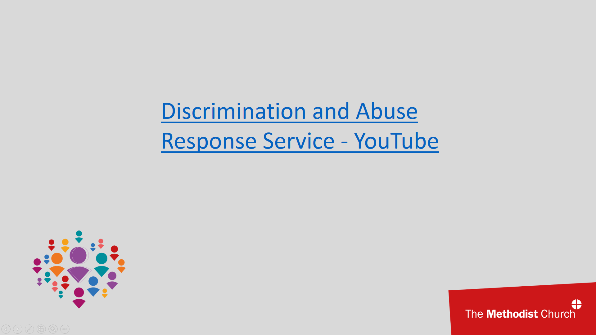 Discrimination and Abuse
Response Service - YouTube
The Methodist Church